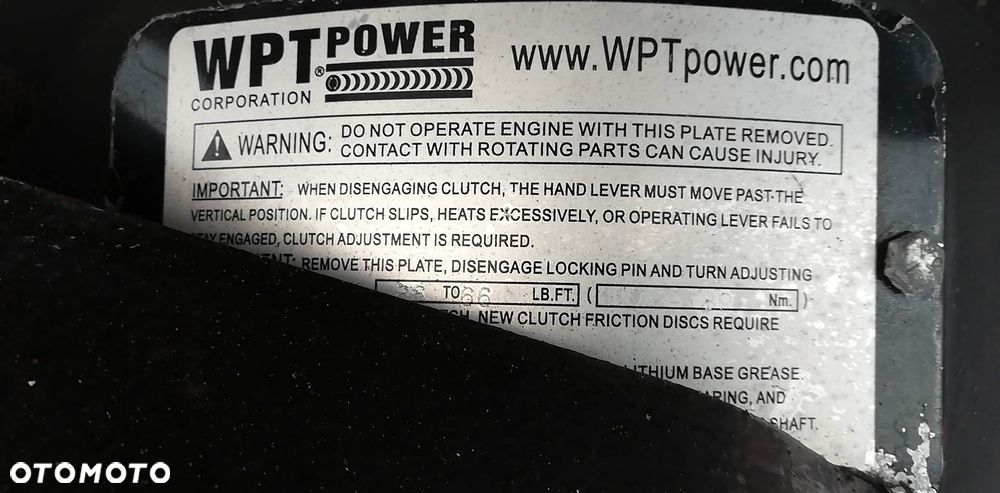 WPT POWER
®
CORPORATION
www.WPTpower.com
WARNING: DO NOT OPERATE ENGINE WITH THIS PLATE REMOVED.
CONTACT WITH ROTATING PARTS CAN CAUSE INJURY.
IMPORTANT: WHEN DISENGAGING CLUTCH, THE HAND LEVER MUST MOVE PAST THE
VERTICAL POSITION. IF CLUTCH SLIPS, HEATS EXCESSIVELY, OR OPERATING LEVER FAILS TO
ENGAGED, CLUTCH ADJUSTMENT IS REQUIRED.
REMOVE THIS PLATE, DISENGAGE LOCKING PIN AND TURN ADJUSTING
TO 66 LB.FT. ( Nm. )
NEW CLUTCH FRICTION DISCS REQUIRE
LITHIUM BASE GREASE.
AND
SHAFT.
OTOMOTO